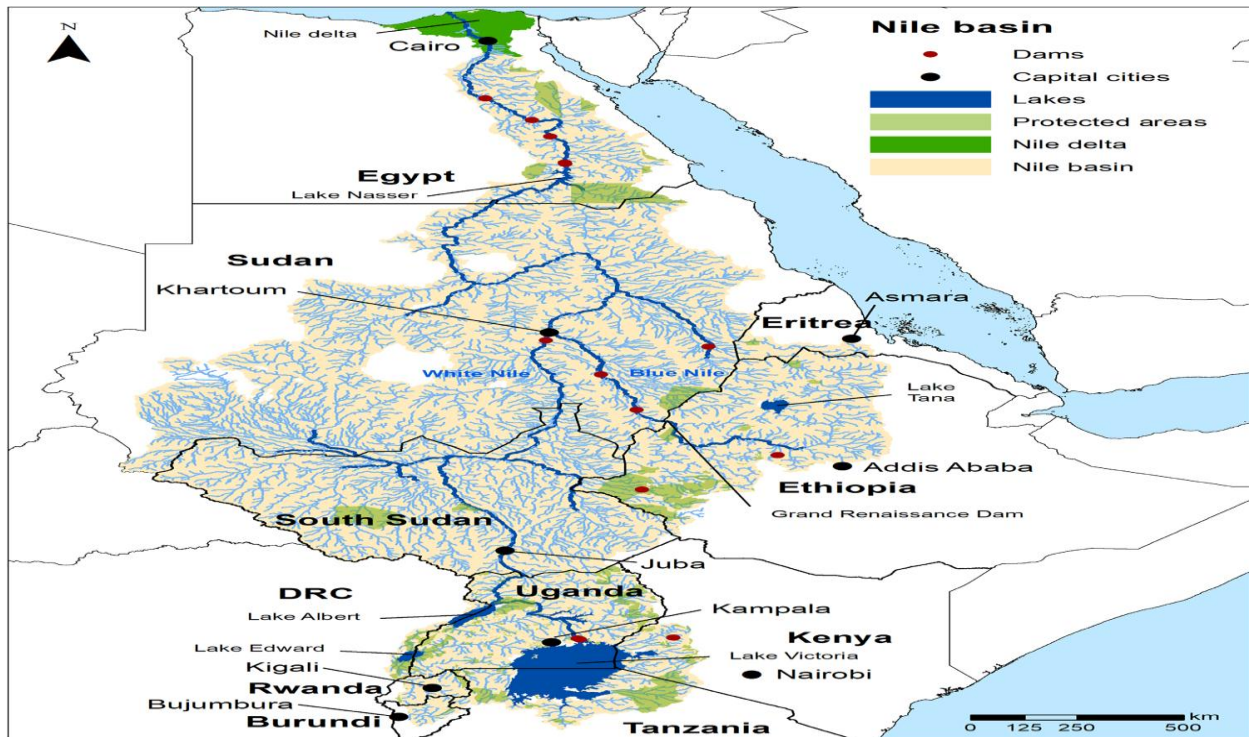 N
Nile delta
Cairo
Nile basin
Dams
Capital cities
Lakes
Protected areas
Nile delta
Nile basin
Egypt
Lake Nasser
Sudan
Khartoum
Asmara
Eritrea
White Nile
Blue Nile
Lake
Tana
Addis Ababa
Ethiopia
Grand Renaissance Dam
South Sudan
Juba
DRC
Uganda
Lake Albert
Kampala
Kenya
Lake Edward
Lake Victoria
Kigali
Nairobi
Rwanda
Bujumbura
Burundi
Tanzania
km
0 125 250 500